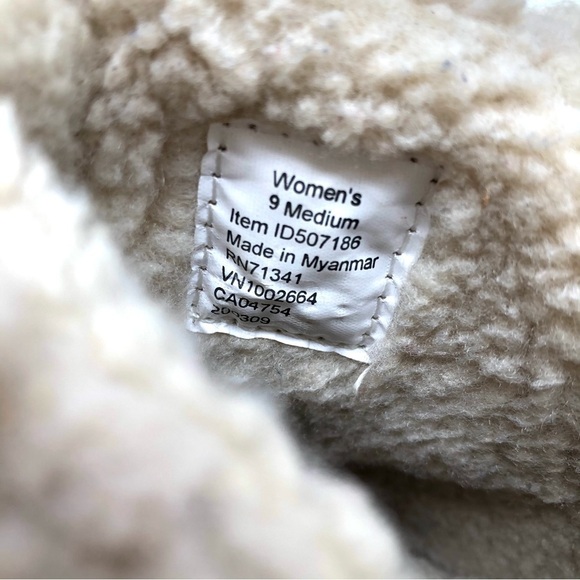 Women's
9 Medium
Item ID507186
Made in Myanmar
RN71341
VN1002664
CA04754